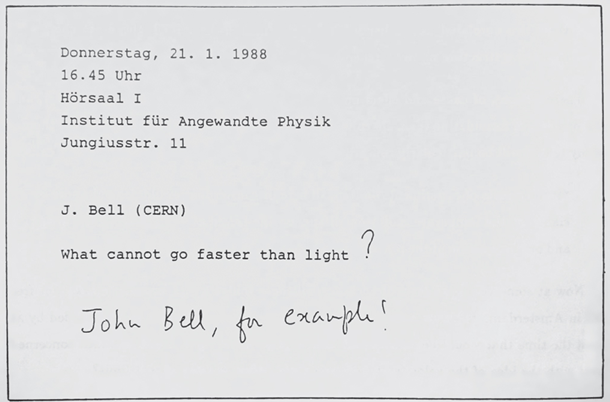 Donnerstag, 21. 1. 1988
16.45 Uhr
Hörsaal I
Institut für Angewandte Physik
Jungiusstr. 11
J. Bell (CERN)
What cannot go faster than light ?
John Bell, for example!